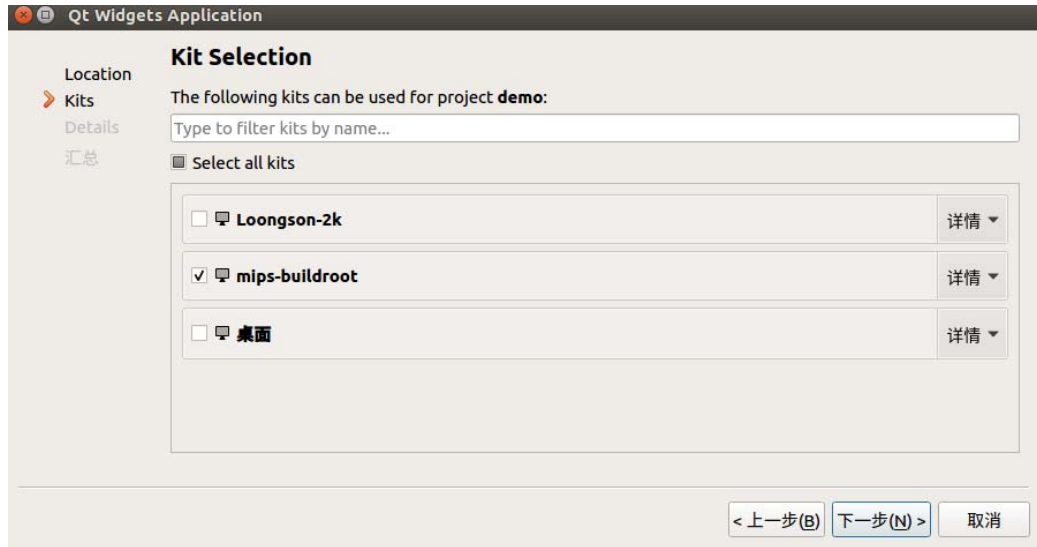 Qt Widgets Application
Location
Kits
Details
汇总
Kit Selection
The following kits can be used for project demo:
Type to filter kits by name...
Select all kits
Loongson-2k 详情
mips-buildroot 详情
桌面 详情
< 上一步(B) 下一步(N) > 取消